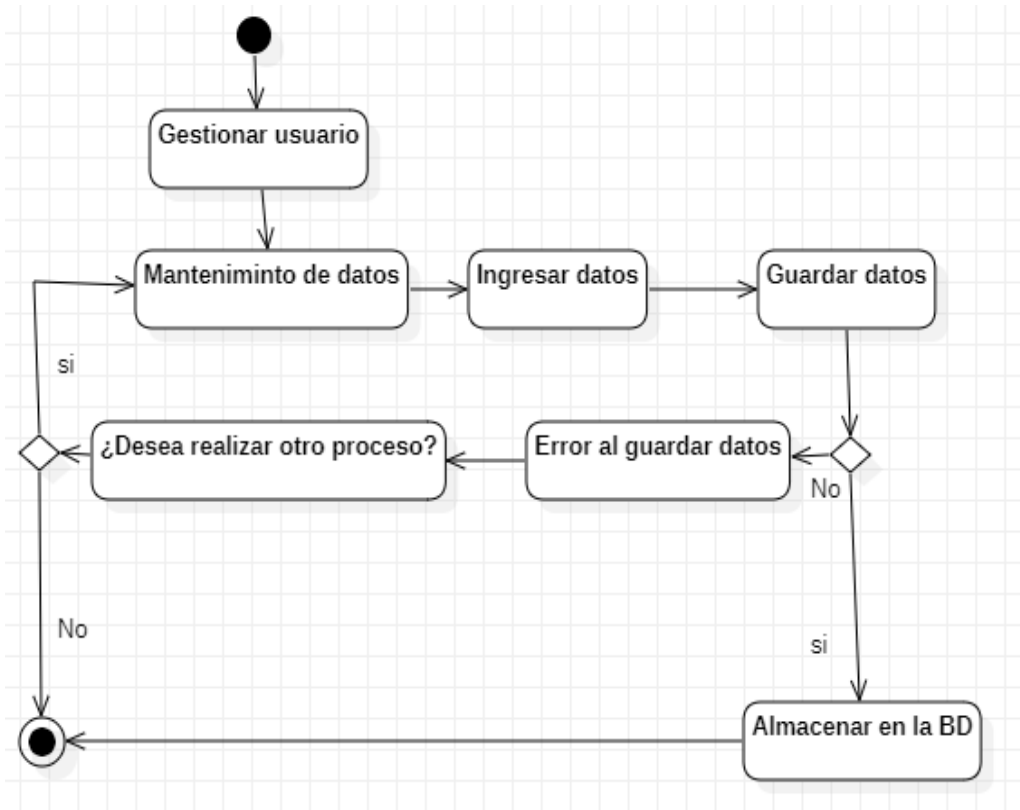 Gestionar usuario
Manteniminto de datos
Ingresar datos
Guardar datos
si
¿Desea realizar otro proceso?
Error al guardar datos
No
No
si
Almacenar en la BD